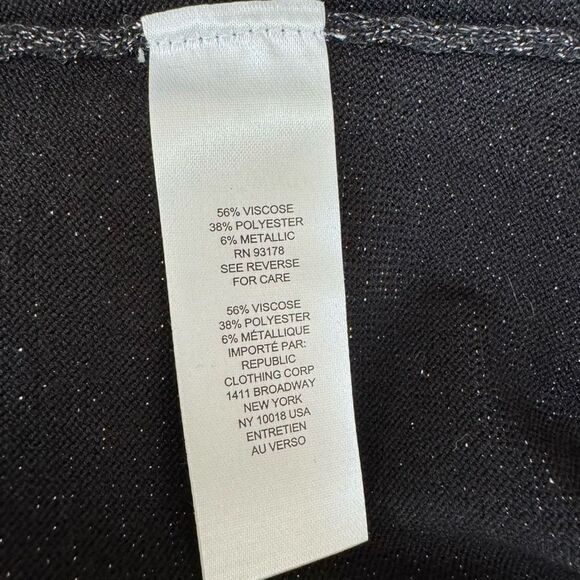 56% VISCOSE
38% POLYESTER
6% METALLIC
RN 93178
SEE REVERSE
FOR CARE
56% VISCOSE
38% POLYESTER
6% MÉTALLIQUE
IMPORTÉ PAR:
REPUBLIC
CLOTHING CORP
1411 BROADWAY
NEW YORK
NY 10018 USA
ENTRETIEN
AU VERSO